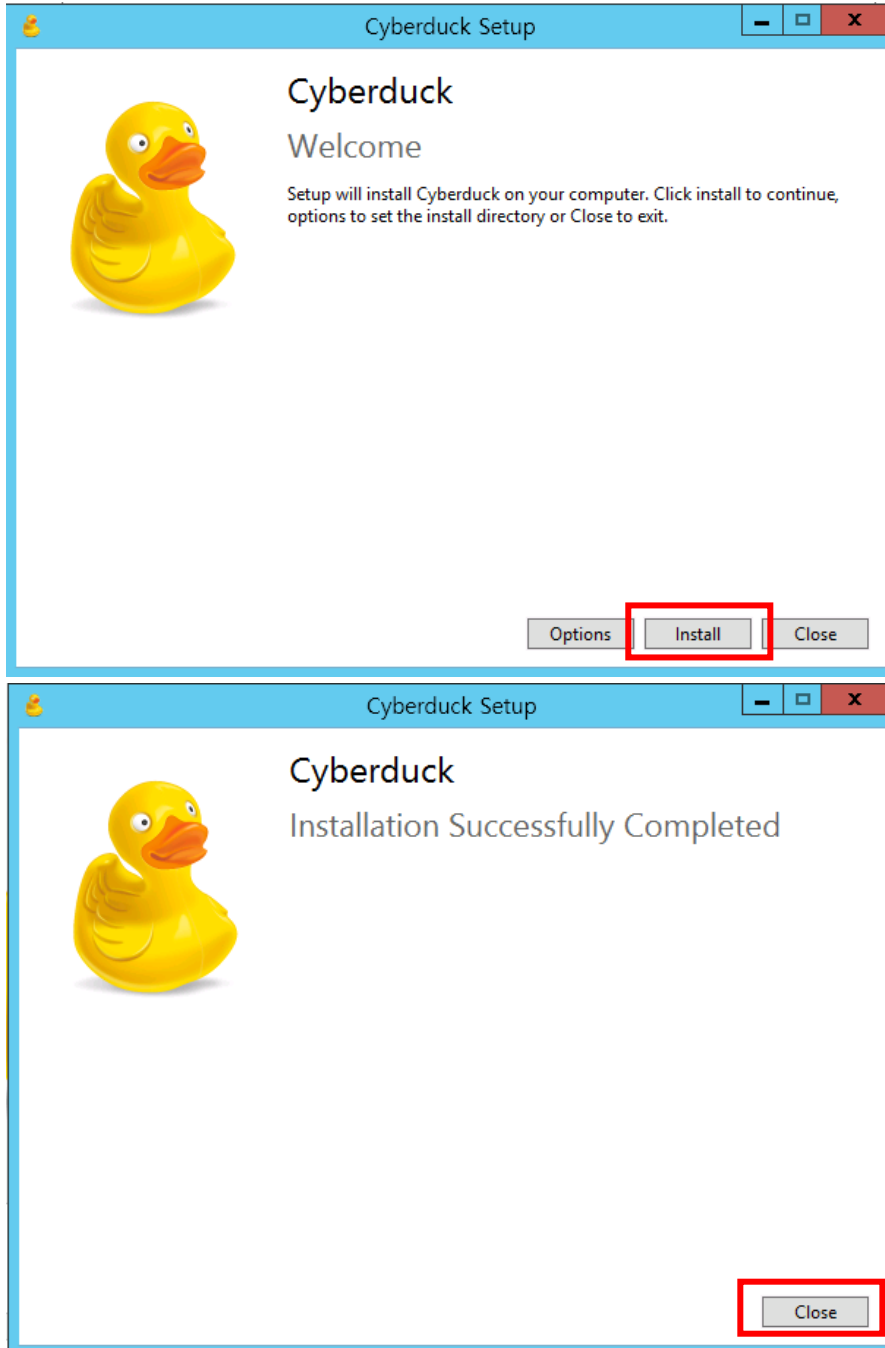 Cyberduck Setup
Cyberduck
Welcome
Setup will install Cyberduck on your computer. Click install to continue,
options to set the install directory or Close to exit.
Options Install Close
Cyberduck Setup
Cyberduck
Installation Successfully Completed
Close